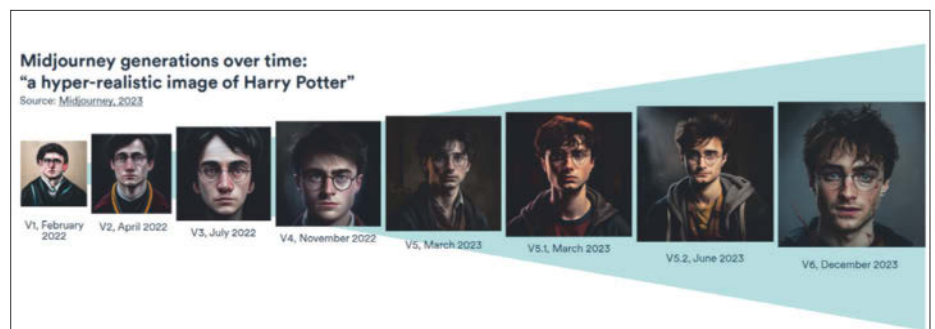 Midjourney generations over time:
“a hyper-realistic image of Harry Potter”
Source: Midjourney, 2023
V1, February
2022
V2, April 2022
V3, July 2022
V4, November 2022
V5, March 2023
V5.1, March 2023
V5.2, June 2023
V6, December 2023